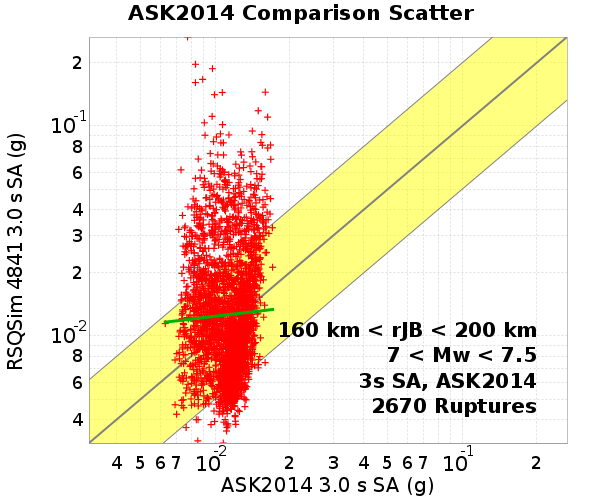 ASK2014 Comparison Scatter
RSQSim 4841 3.0 s SA (g)
2
10-1
8
6
4
3
2
10-2
8
6
4
160 km < rJB < 200 km
7 < Mw < 7.5
3s SA, ASK2014
2670 Ruptures
4 5 6 7 10-2 2 3 4 5 6 7 10-1 2
ASK2014 3.0 s SA (g)